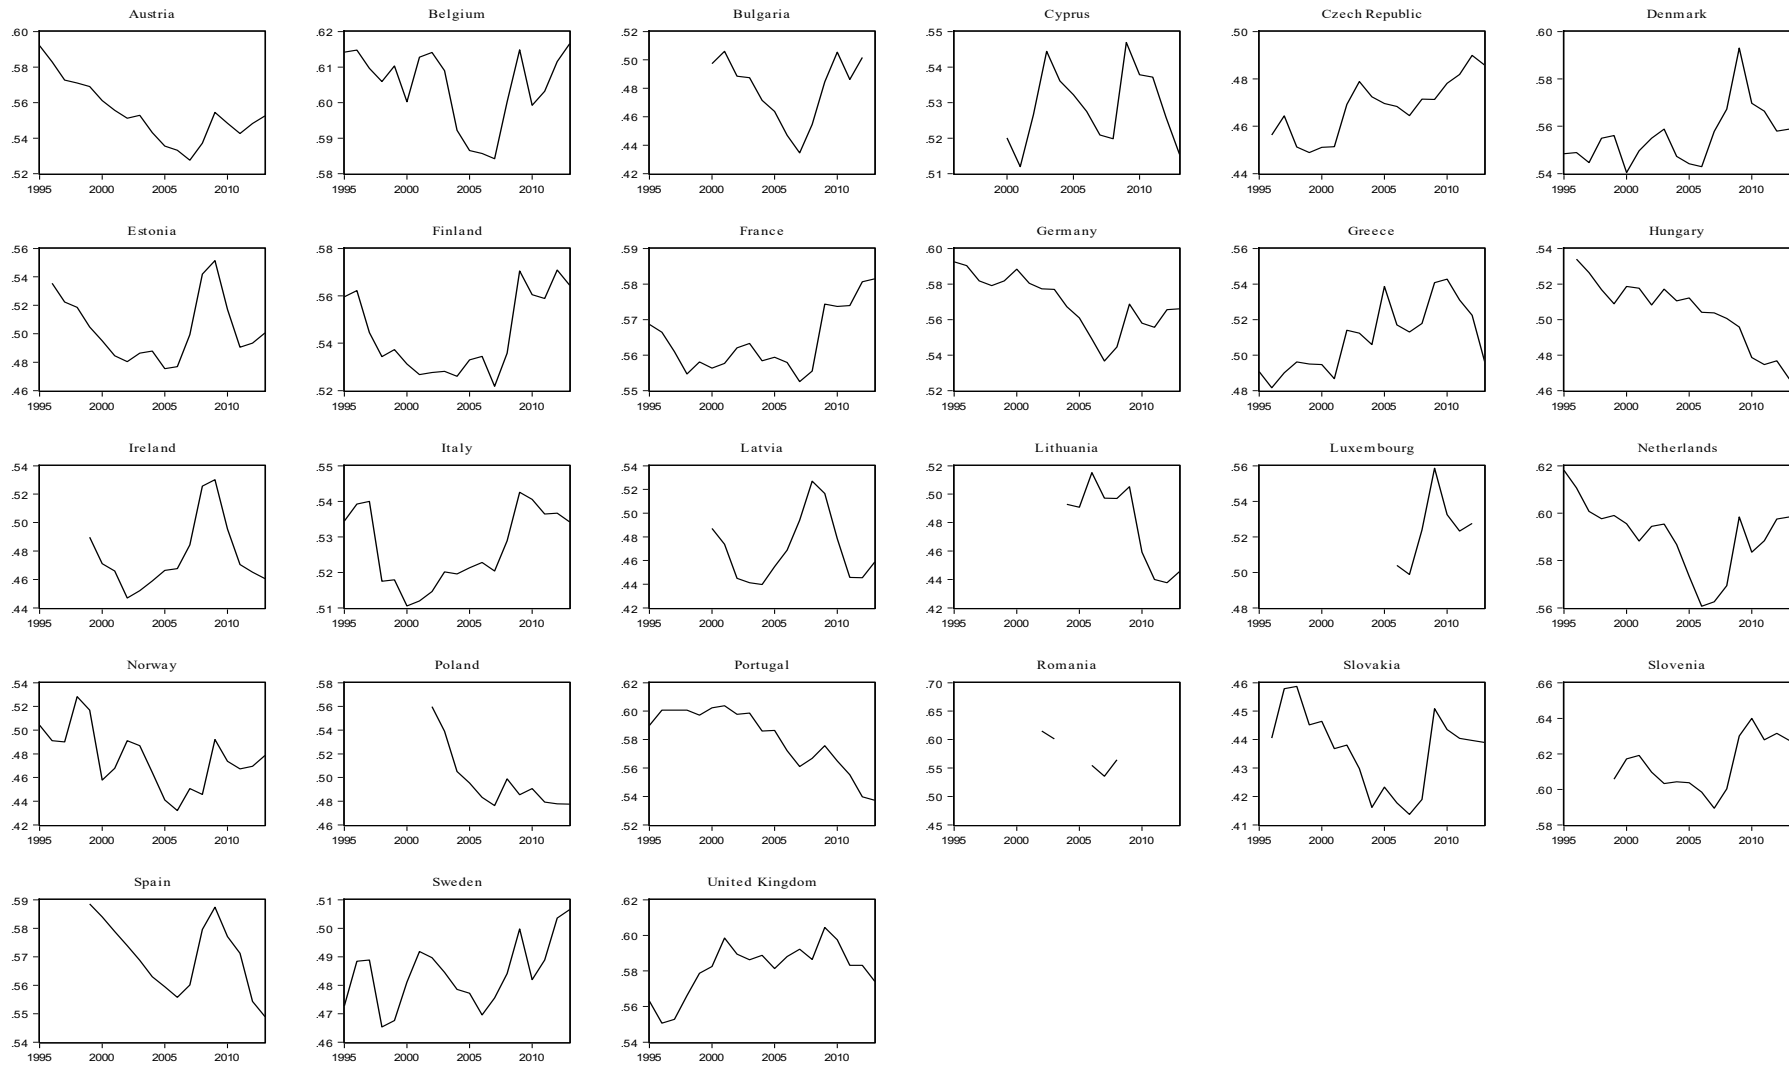 Austria Belgium Bulgaria Cyprus Czech Republic Denmark
.60 .62 .52 .55 .50 .60
.58 .61 .50 .54 .48 .58
.56 .60 .48 .53 .46 .56
.54 .59 .46 .52 .44 .54
.52 .58 .44 .51
.42
1995 2000 2005 2010 1995 2000 2005 2010 1995 2000 2005 2010 2000 2005 2010 1995 2000 2005 2010 1995 2000 2005 2010
Estonia Finland France Germany Greece Hungary
.56 .58 .59 .60 .56 .54
.54 .56 .58 .58 .54 .52
.52 .54 .57 .56 .52 .50
.50 .52 .56 .54 .50 .48
.48 .55 .52 .48 .46
.46
1995 2000 2005 2010 1995 2000 2005 2010 1995 2000 2005 2010 1995 2000 2005 2010 1995 2000 2005 2010 1995 2000 2005 2010
Ireland Italy Latvia Lithuania Luxembourg Netherlands
.54 .55 .54 .52 .56 .62
.52 .54 .52 .50 .54 .60
.50 .53 .50 .48 .52 .58
.48 .52 .48 .46 .50 .56
.46 .51 .46 .44 .48
.44 .44 .42
.42
1995 2000 2005 2010 1995 2000 2005 2010 1995 2000 2005 2010 1995 2000 2005 2010 1995 2000 2005 2010 1995 2000 2005 2010
Norway Poland Portugal Romania Slovakia Slovenia
.54 .58 .62 .70 .46 .66
.52 .56 .60 .65 .45 .64
.50 .54 .58 .60 .44 .62
.48 .52 .56 .55 .43 .60
.46 .50 .54 .50 .42 .58
.44 .48 .52 .45 .41
.42 .46
1995 2000 2005 2010 1995 2000 2005 2010 1995 2000 2005 2010 1995 2000 2005 2010 1995 2000 2005 2010 1995 2000 2005 2010
Spain Sweden United Kingdom
.59 .51 .62
.58 .50 .60
.57 .49 .58
.56 .48 .56
.55 .47 .54
.54 .46
1995 2000 2005 2010 1995 2000 2005 2010 1995 2000 2005 2010